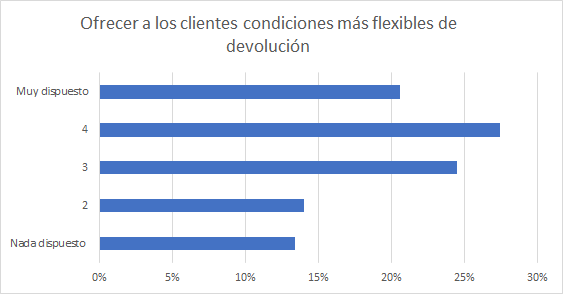 Ofrecer a los clientes condiciones más flexibles de
devolución
Muy dispuesto
4
3
2
Nada dispuesto
0% 5% 10% 15% 20% 25% 30%